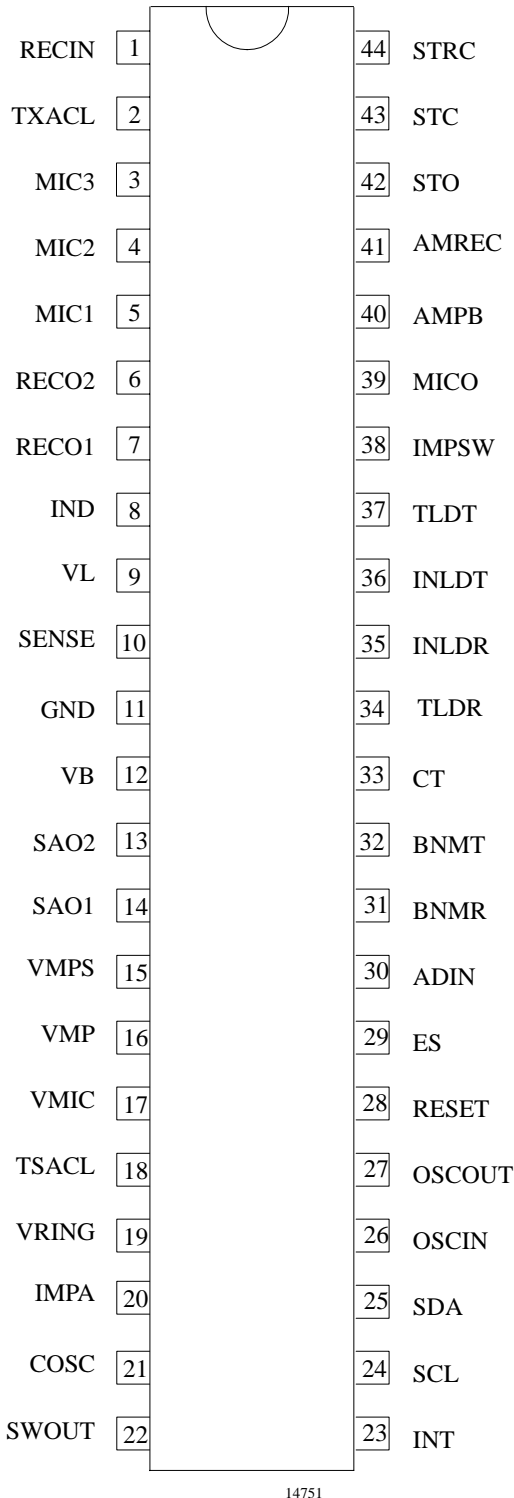 RECIN 1 44 STRC
TXACL 2 43 STC
MIC3 3 42 STO
MIC2 4 41 AMREC
MIC1 5 40 AMPB
RECO2 6 39 MICO
RECO1 7 38 IMPSW
IND 8 37 TLDT
VL 9 36 INLDT
SENSE 10 35 INLDR
GND 11 34 TLDR
VB 12 33 CT
SAO2 13 32 BNMT
SAO1 14 31 BNMR
VMPS 15 30 ADIN
VMP 16 29 ES
VMIC 17 28 RESET
TSACL 18 27 OSCOUT
VRING 19 26 OSCIN
IMPA 20 25 SDA
COSC 21 24 SCL
SWOUT 22 23 INT
14751